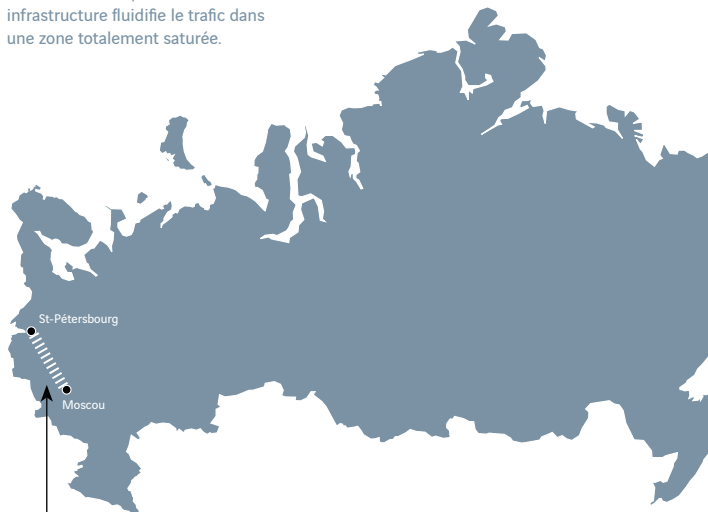 infrastructure fluidifie le trafic dans
une zone totalement saturée.
St-Pétersbourg
Moscou